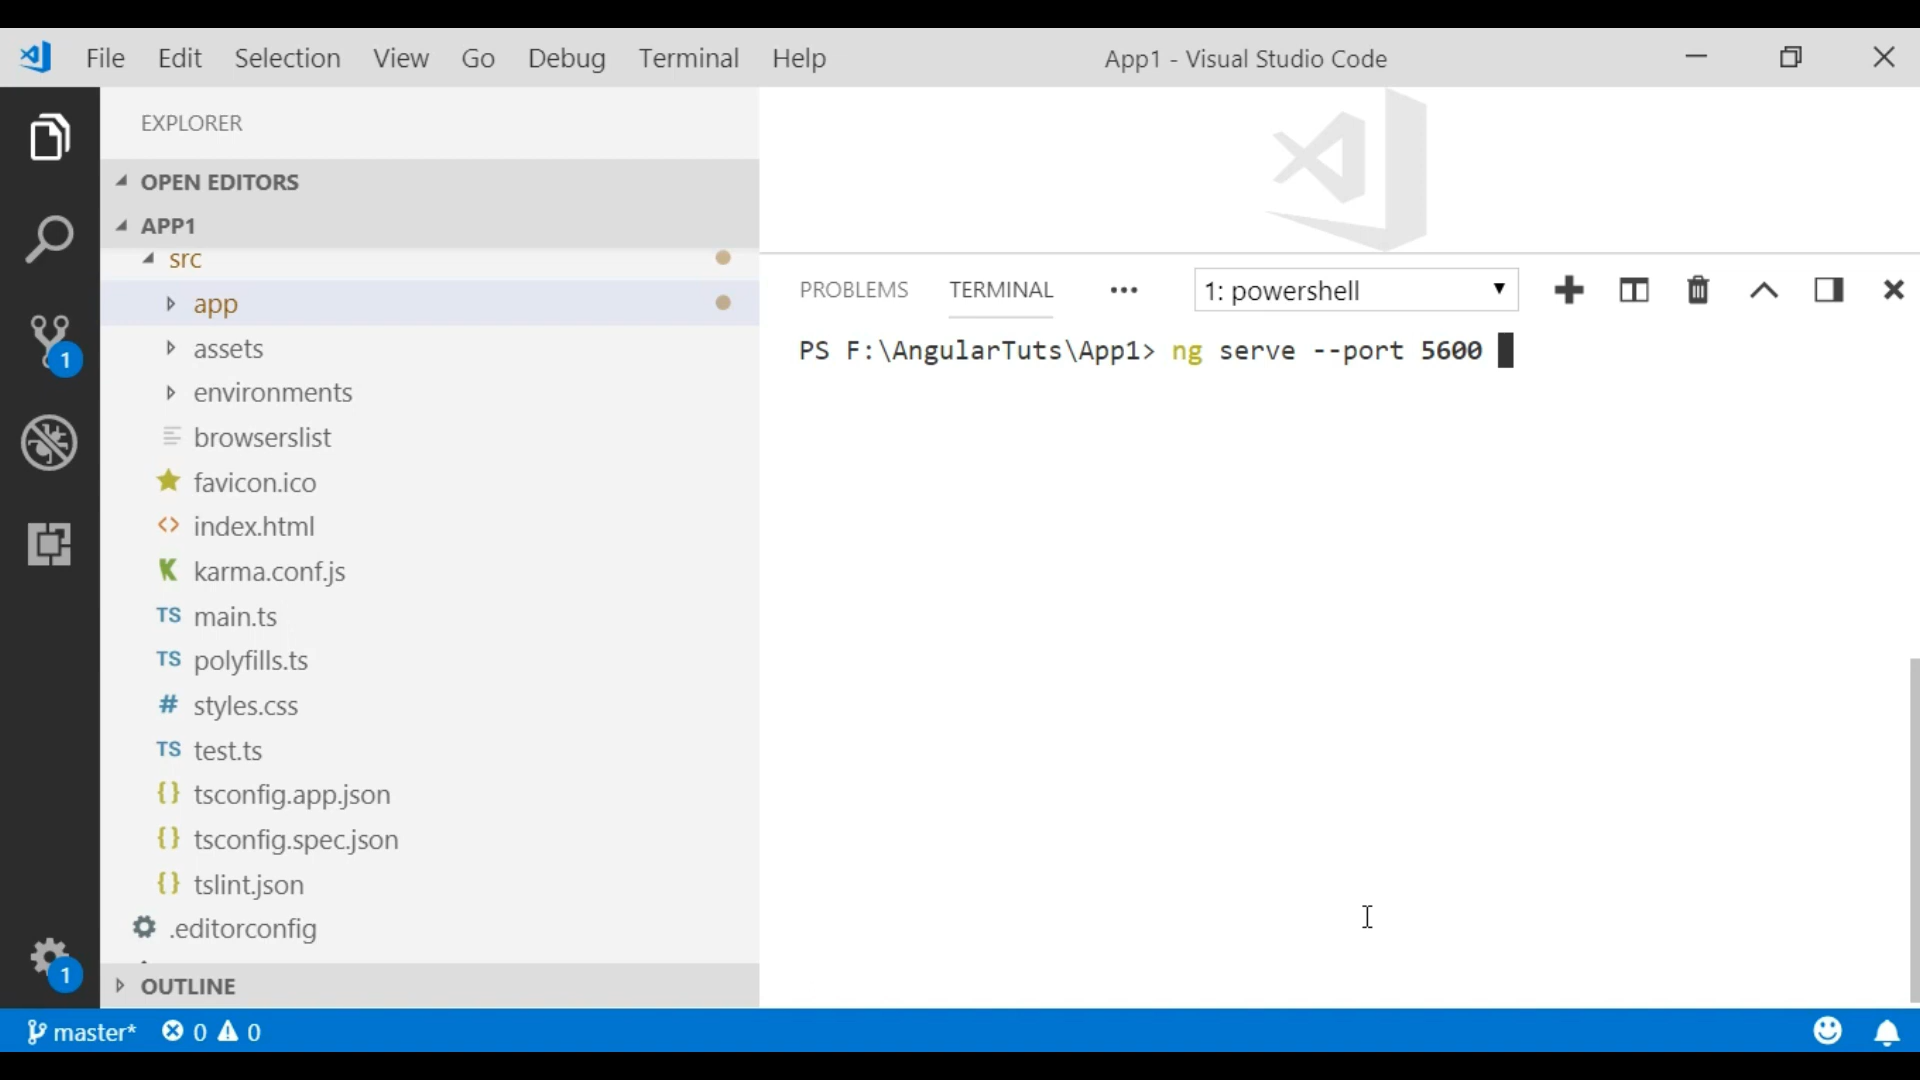 File Edit Selection View Go Debug Terminal Help App1 - Visual Studio Code
EXPLORER
OPEN EDITORS
APP1
src
app
assets
environments
browserslist
favicon.ico
<> index.html
K karma.conf.js
TS main.ts
TS polyfills.ts
# styles.css
TS test.ts
{} tsconfig.app.json
{} tsconfig.spec.json
{} tslint.json
.editorconfig
OUTLINE
1
1
PROBLEMS TERMINAL ••• 1: powershell
PS F:\AngularTuts\App1> ng serve --port 5600
master* 0 0